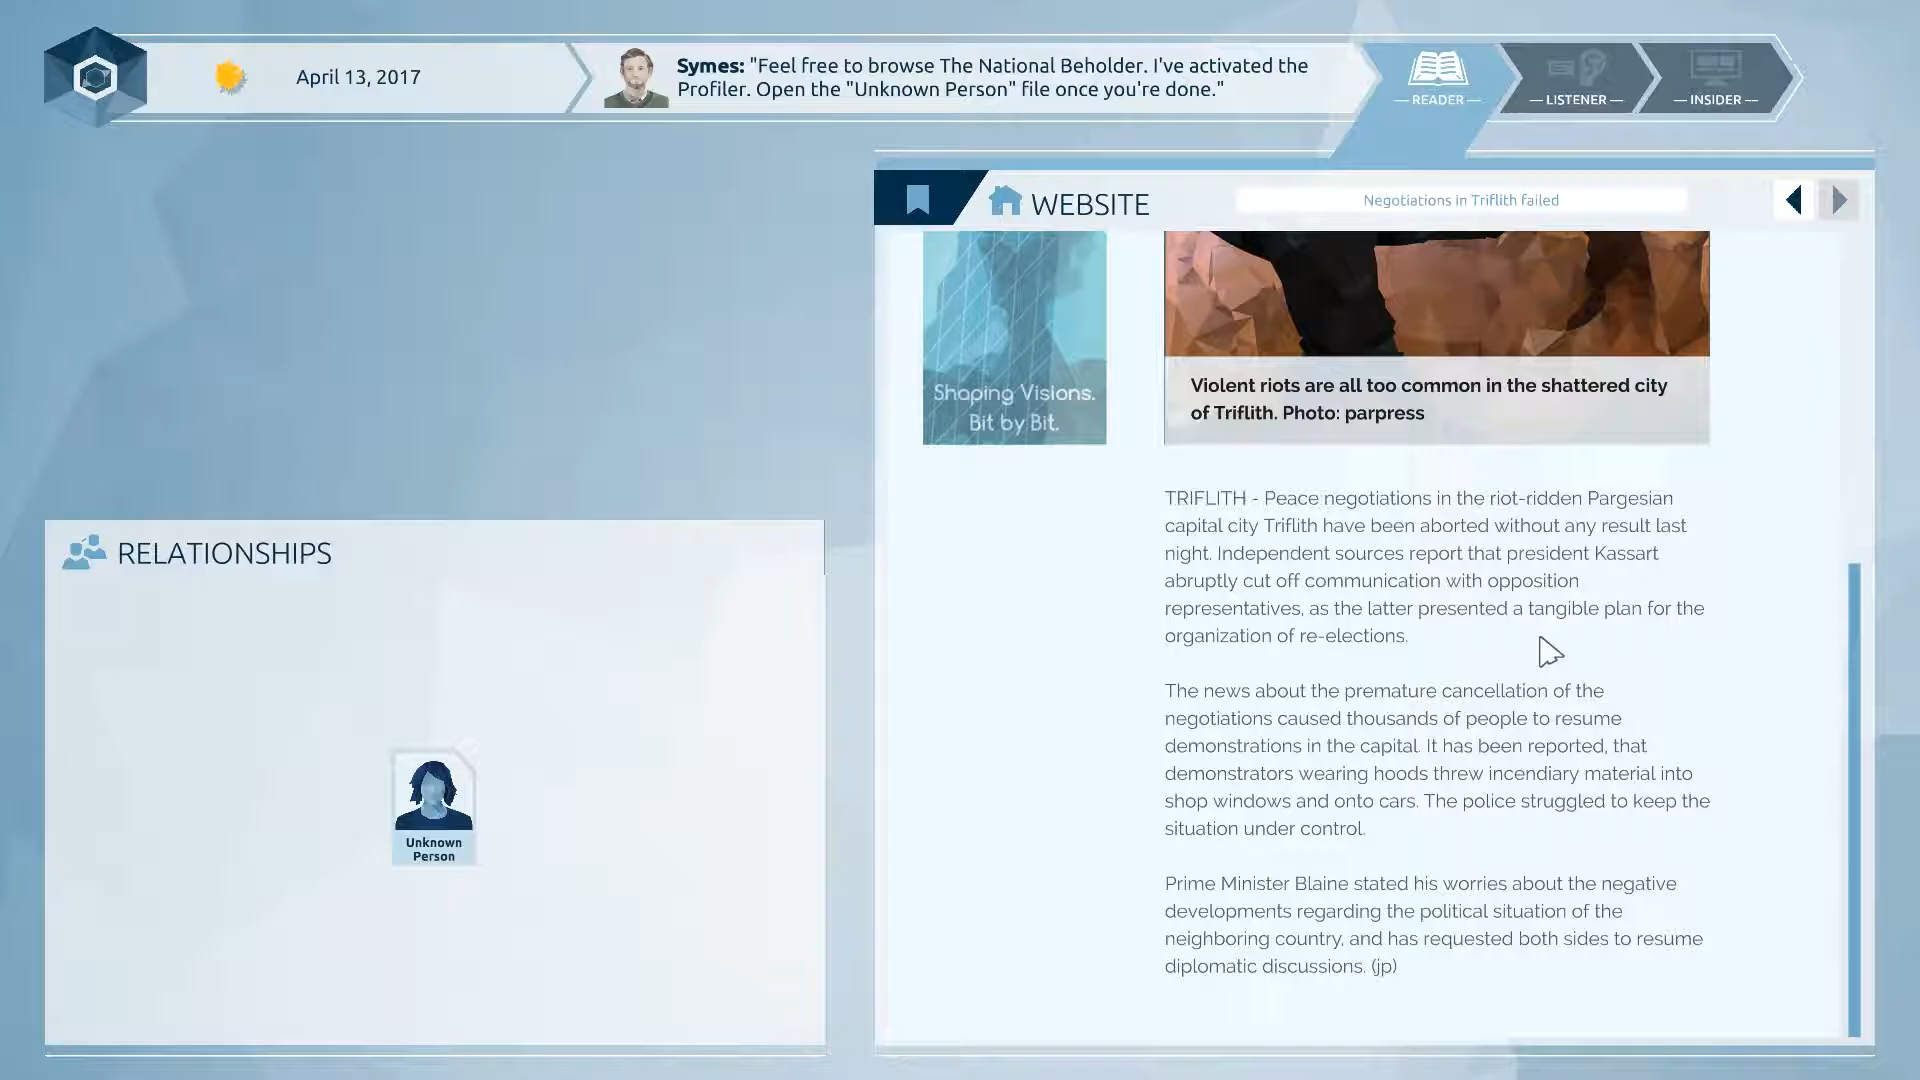 April 13, 2017
Symes: "Feel free to browse The National Beholder. I've activated the
Profiler. Open the "Unknown Person" file once you're done."
— READER —
— LISTENER —
— INSIDER —
WEBSITE
Negotiations in Triflith failed
Shaping Visions.
Bit by Bit.
Violent riots are all too common in the shattered city
of Triflith. Photo: parpress
TRIFLITH - Peace negotiations in the riot-ridden Pargesian
capital city Triflith have been aborted without any result last
night. Independent sources report that president Kassart
abruptly cut off communication with opposition
representatives, as the latter presented a tangible plan for the
organization of re-elections.
The news about the premature cancellation of the
negotiations caused thousands of people to resume
demonstrations in the capital. It has been reported, that
demonstrators wearing hoods threw incendiary material into
shop windows and onto cars. The police struggled to keep the
situation under control.
Prime Minister Blaine stated his worries about the negative
developments regarding the political situation of the
neighboring country, and has requested both sides to resume
diplomatic discussions. (jp)
RELATIONSHIPS
Unknown
Person